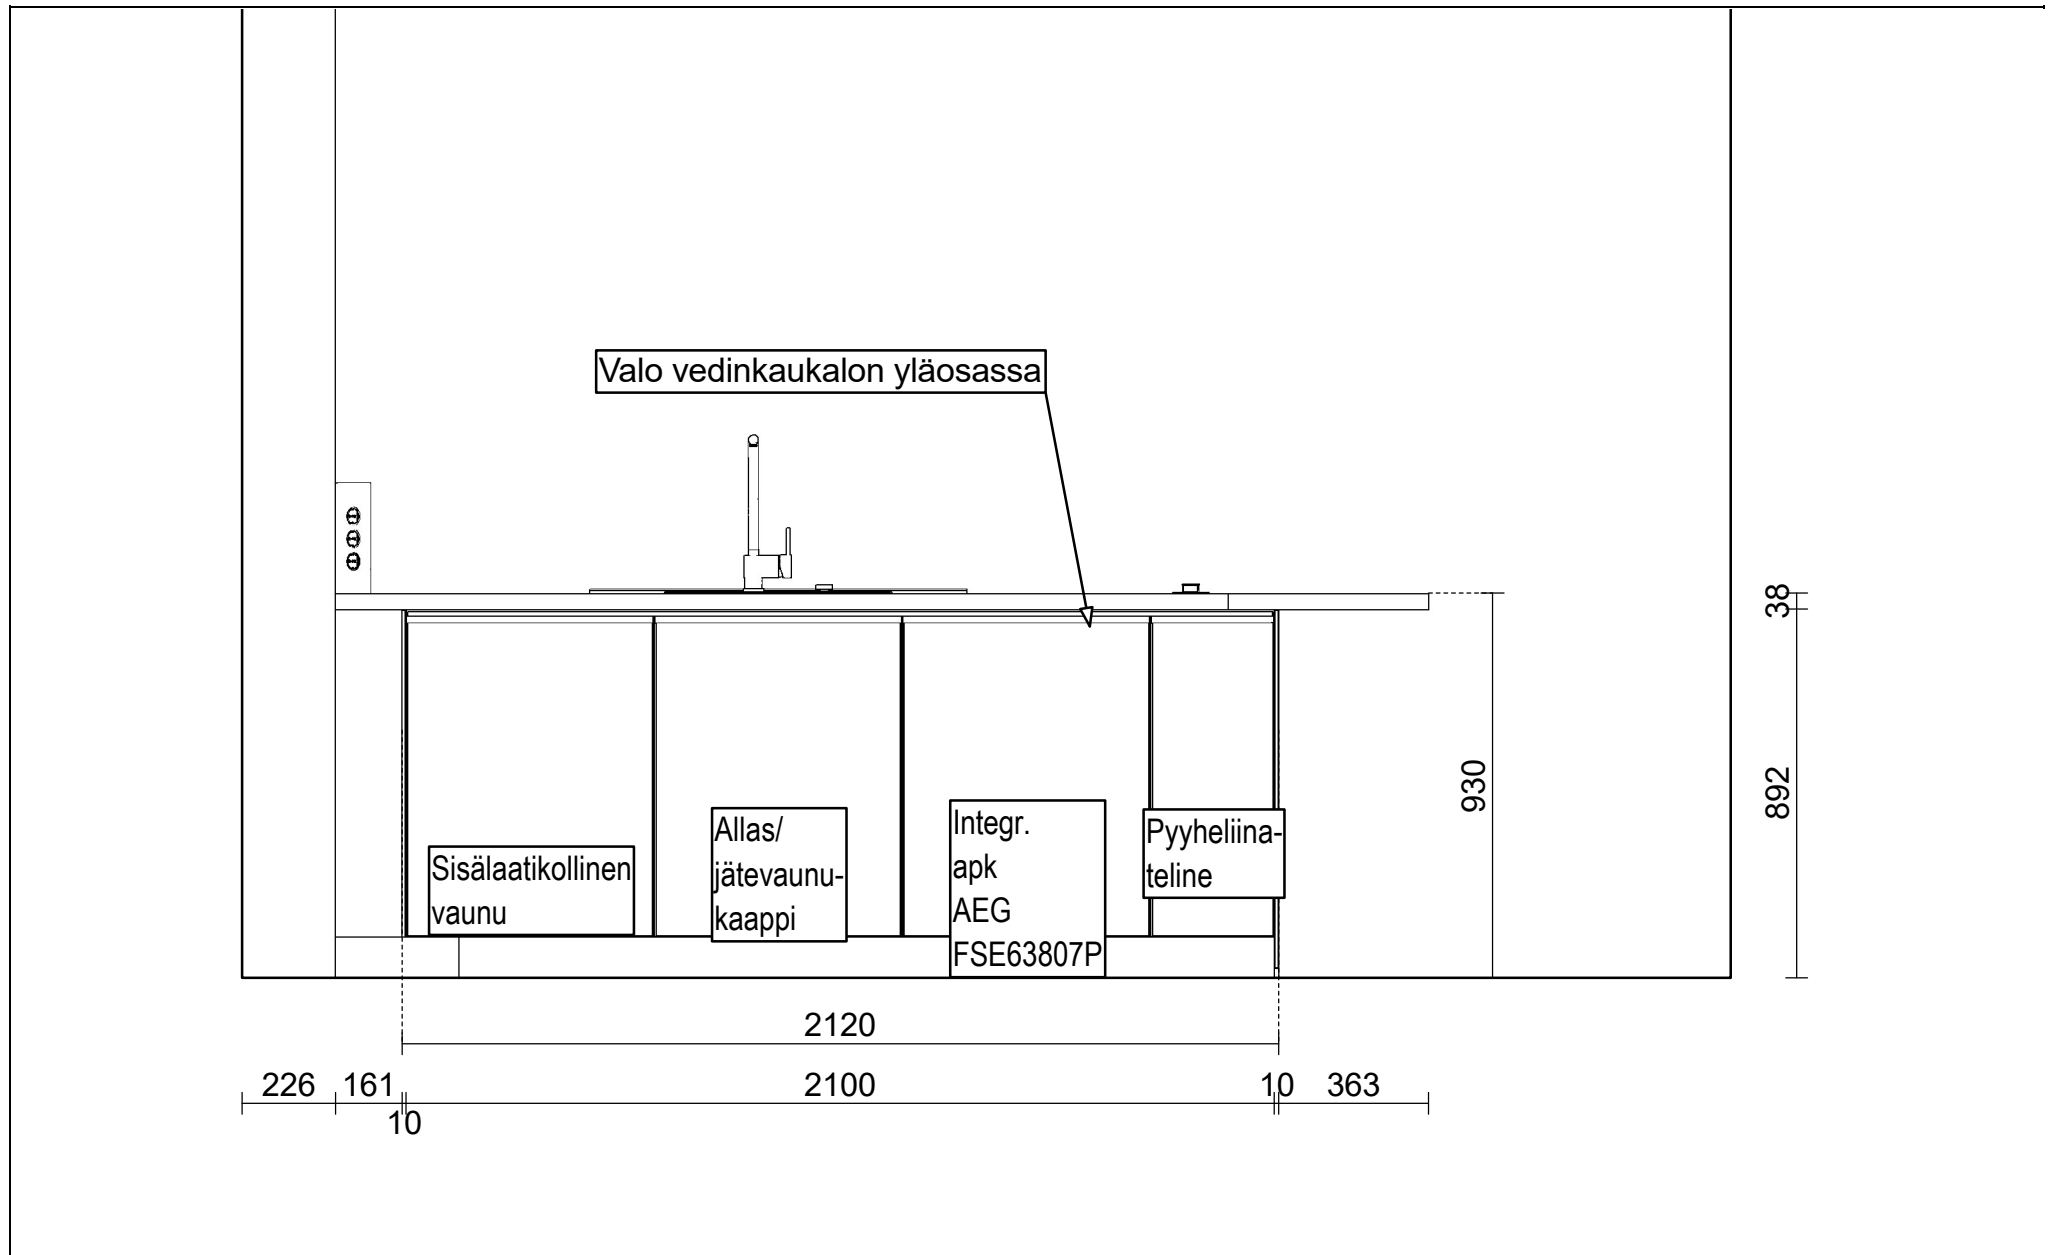 Valo vedinkaukalon yläosassa
Sisälaatikollinen
vaunu
Allas/
jätevaunu-
kaappi
Integr.
apk
AEG
FSE63807P
Pyyheliina-
teline
38
930
892
2120
226
161
10
2100
10
363